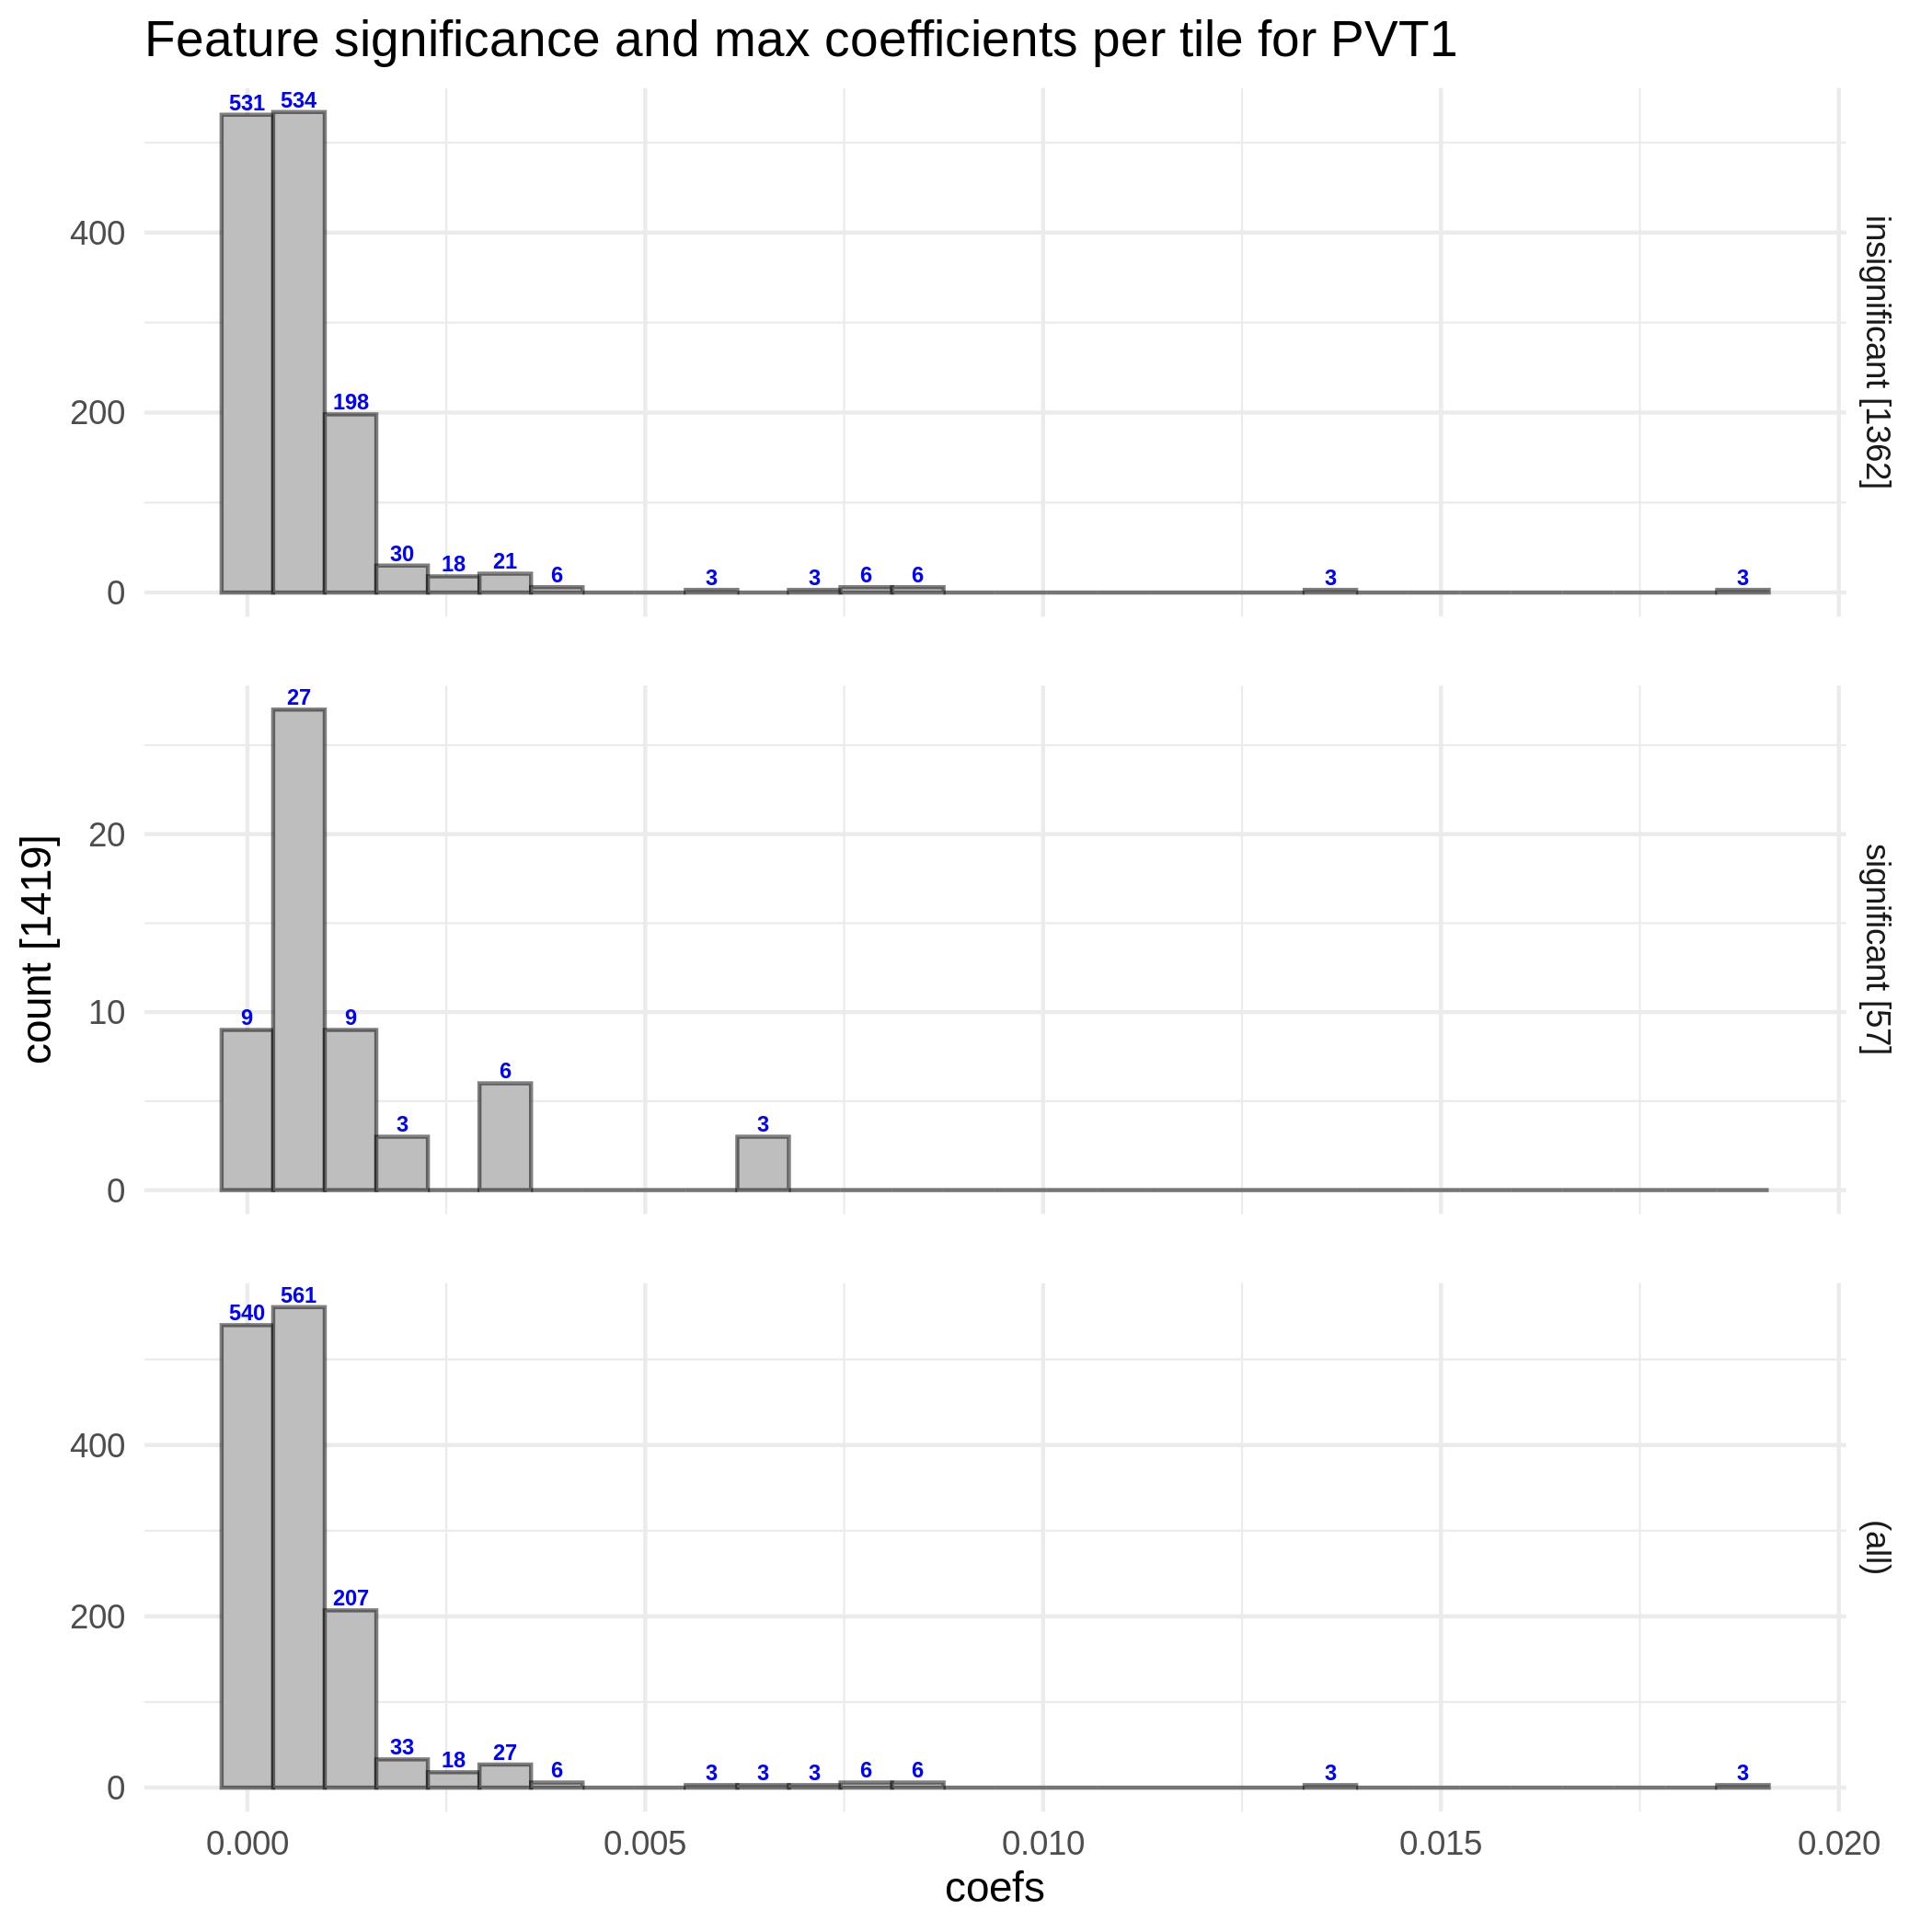 Feature significance and max coefficients per tile for PVT1
531 534 198 30 18 21 6 3 3 6 6 3 3
400
200
0
insignificant [1362]
27 9 9 3 6 3
20
10
0
significant [57]
count [1419]
540 561 207 33 18 27 6 3 3 3 6 6 3 3
400
200
0
(all)
0.000 0.005 0.010 0.015 0.020
coefs